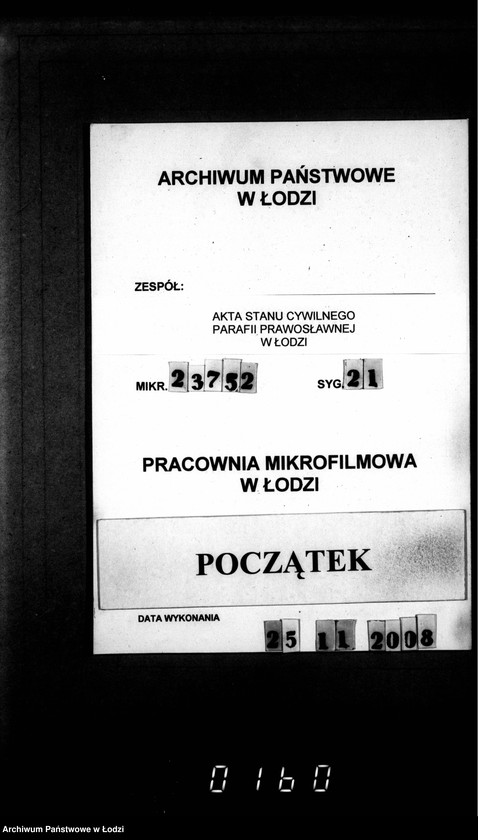 ARCHIWUM PAŃSTWOWE
W ŁODZI
ZESPÓŁ:
AKTA STANU CYWILNEGO
PARAFII PRAWOSŁAWNEJ
W ŁODZI
MIKR. 23752 SYG. 21
PRACOWNIA MIKROFILMOWA
W ŁODZI
POCZĄTEK
DATA WYKONANIA
25 11 2008
0160
Archiwum Państwowe w Łodzi